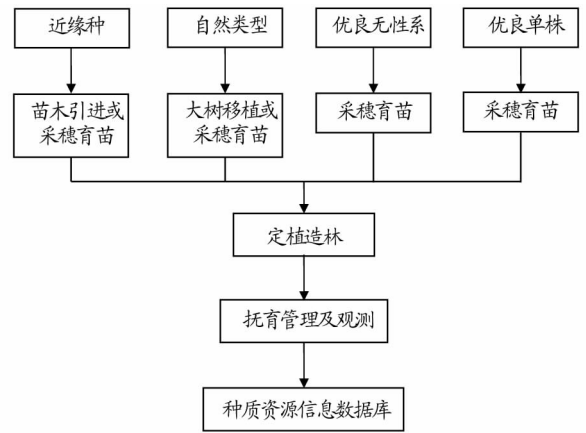 近缘种
自然类型
优良无性系
优良单株
苗木引进或
采穗育苗
大树移植或
采穗育苗
采穗育苗
采穗育苗
定植造林
抚育管理及观测
种质资源信息数据库